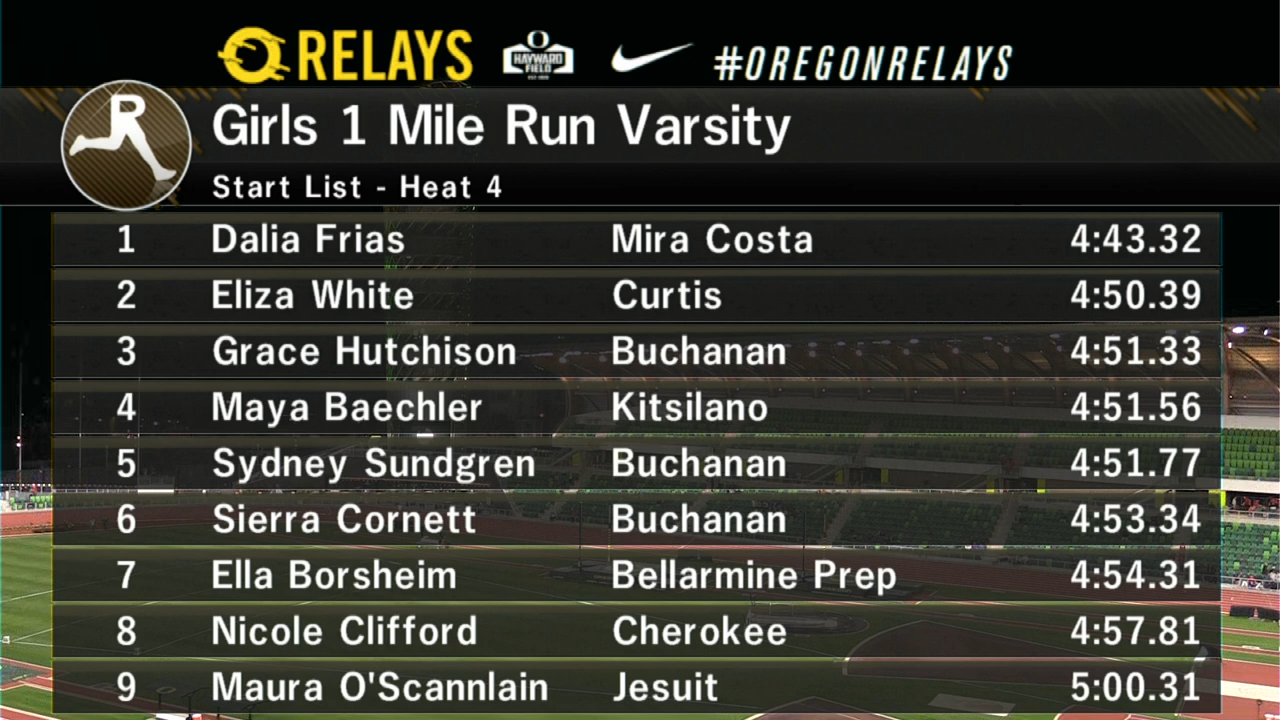 RELAYS HAYWARD FIELD #OREGONRELAYS
Girls 1 Mile Run Varsity
Start List - Heat 4
1 Dalia Frias Mira Costa 4:43.32
2 Eliza White Curtis 4:50.39
3 Grace Hutchison Buchanan 4:51.33
4 Maya Baechler Kitsilano 4:51.56
5 Sydney Sundgren Buchanan 4:51.77
6 Sierra Cornett Buchanan 4:53.34
7 Ella Borsheim Bellarmine Prep 4:54.31
8 Nicole Clifford Cherokee 4:57.81
9 Maura O'Scannlain Jesuit 5:00.31